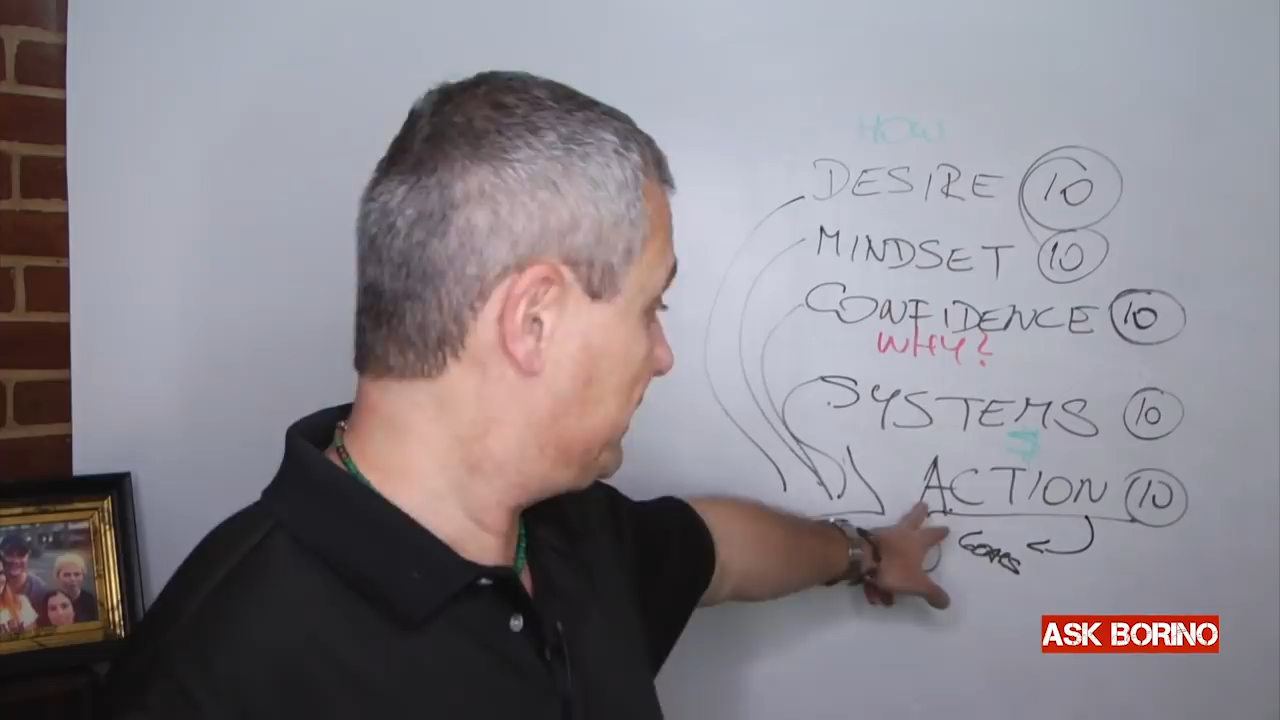 HOW
DESIRE 10
MINDSET 10
CONFIDENCE 10
WHY?
SYSTEMS 10
ACTION 10
GOALS
ASK BORINO